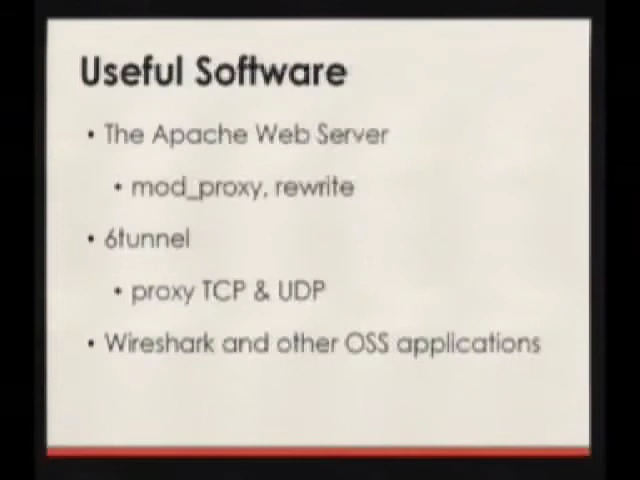 Useful Software
• The Apache Web Server
• mod_proxy, rewrite
• 6tunnel
• proxy TCP & UDP
• Wireshark and other OSS applications